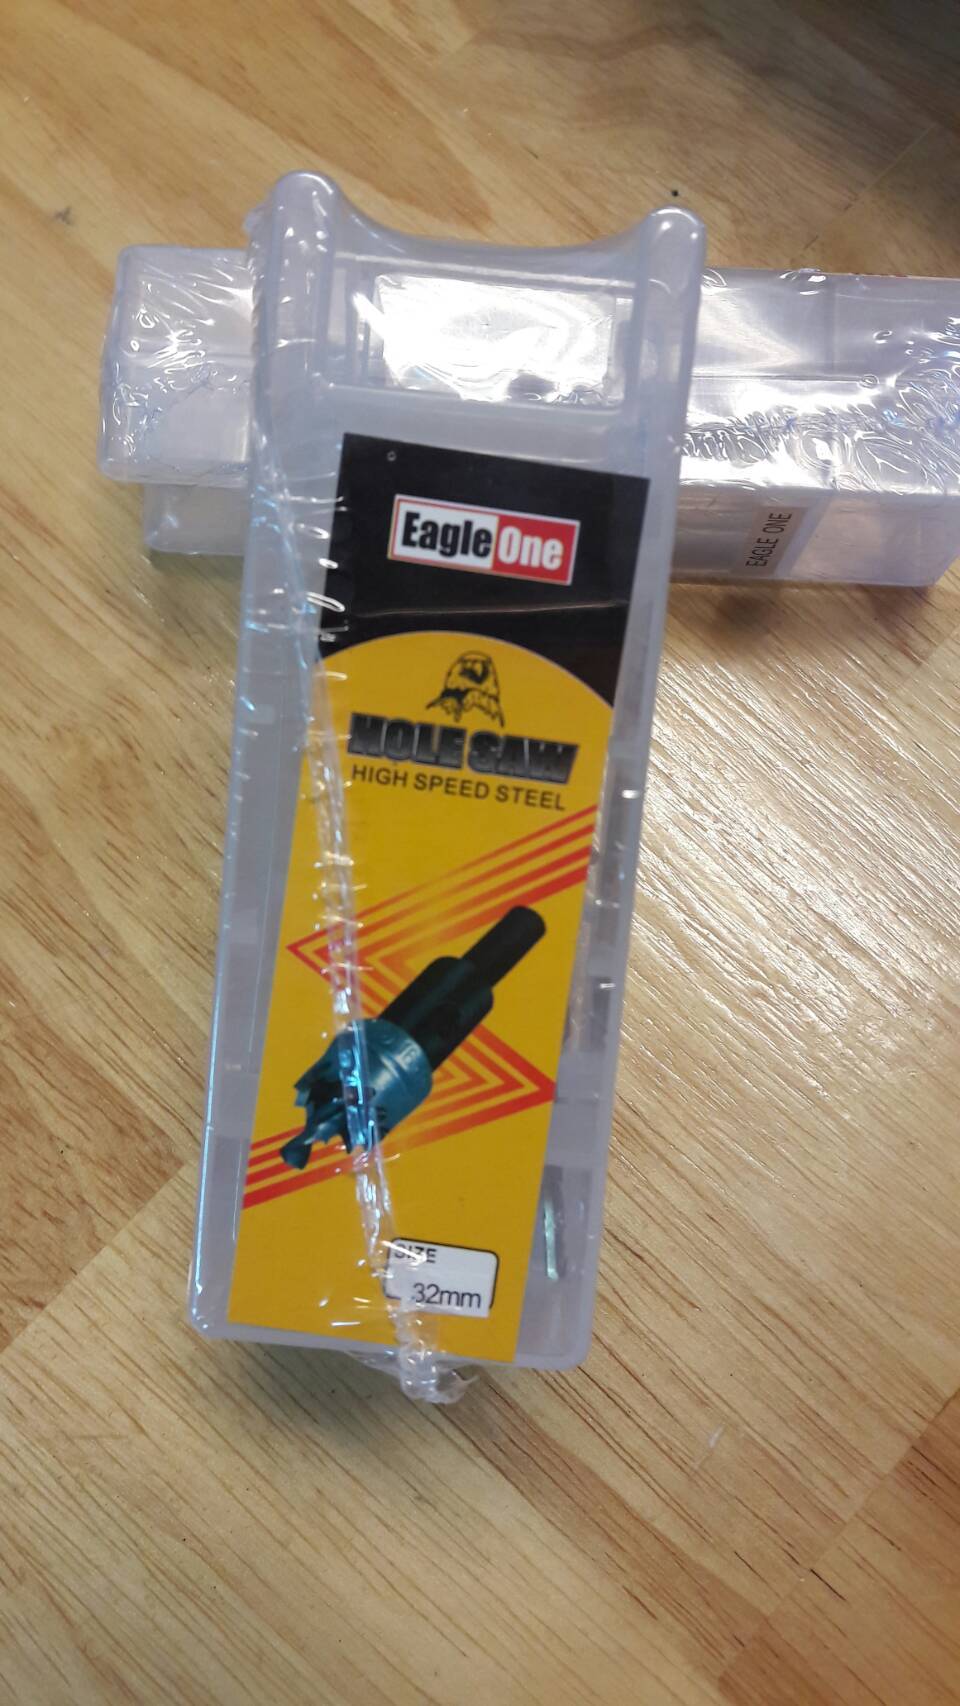 Eagle One
HOLE SAW
HIGH SPEED STEEL
SIZE
32mm
EAGLE ONE